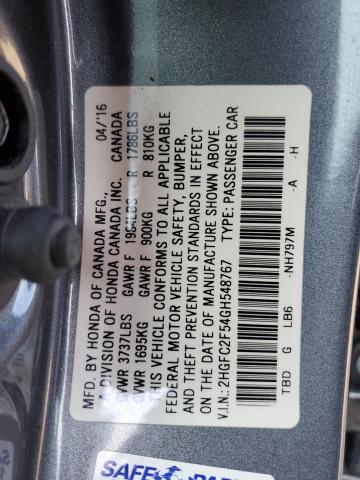 MFD. BY HONDA OF CANADA MFG., 04/'16
A DIVISION OF HONDA CANADA INC. CANADA
GVWR 3737LBS GAWR F 1984LBS R 1786LBS
GVWR 1695KG GAWR F 900KG R 810KG
THIS VEHICLE CONFORMS TO ALL APPLICABLE
FEDERAL MOTOR VEHICLE SAFETY, BUMPER,
AND THEFT PREVENTION STANDARDS IN EFFECT
ON THE DATE OF MANUFACTURE SHOWN ABOVE.
V.I.N.:2HGFC2F54GH548767 TYPE:PASSENGER CAR
TBD G LB6 -NH797M -A -H
SAFE